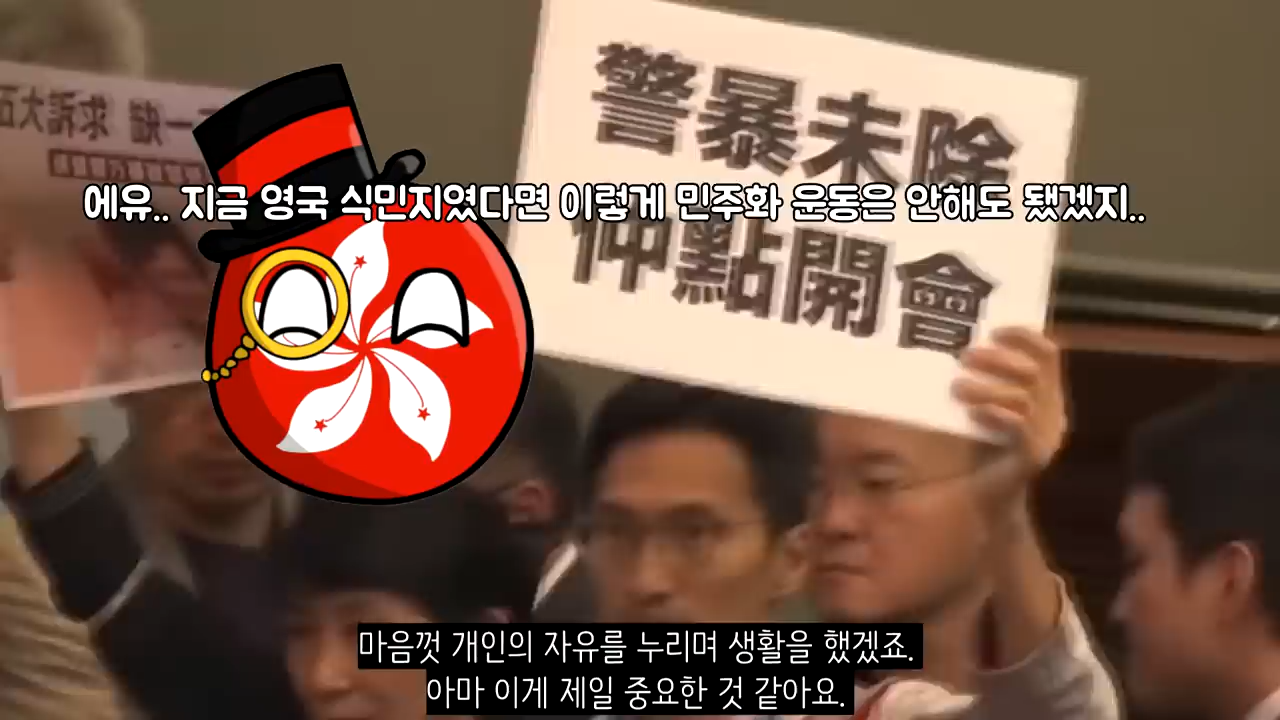 警暴未除
五大訴求 缺一
에유.. 지금 영국 식민지였다면 이렇게 민주화 운동은 안해도 됐겠지..
仲點開會
마음껏 개인의 자유를 누리며 생활을 했겠죠.
아마 이게 제일 중요한 것 같아요.